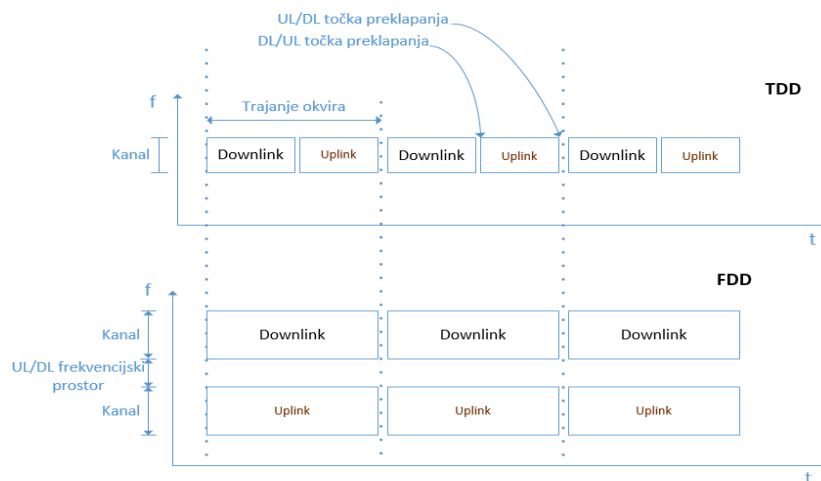 UL/DL točka preklapanja
DL/UL točka preklapanja
TDD
f
Trajanje okvira
Kanal
Downlink
Uplink
Downlink
Uplink
Downlink
Uplink
t
FDD
f
Kanal
Downlink
Downlink
Downlink
UL/DL frekvencijski
prostor
Kanal
Uplink
Uplink
Uplink
t